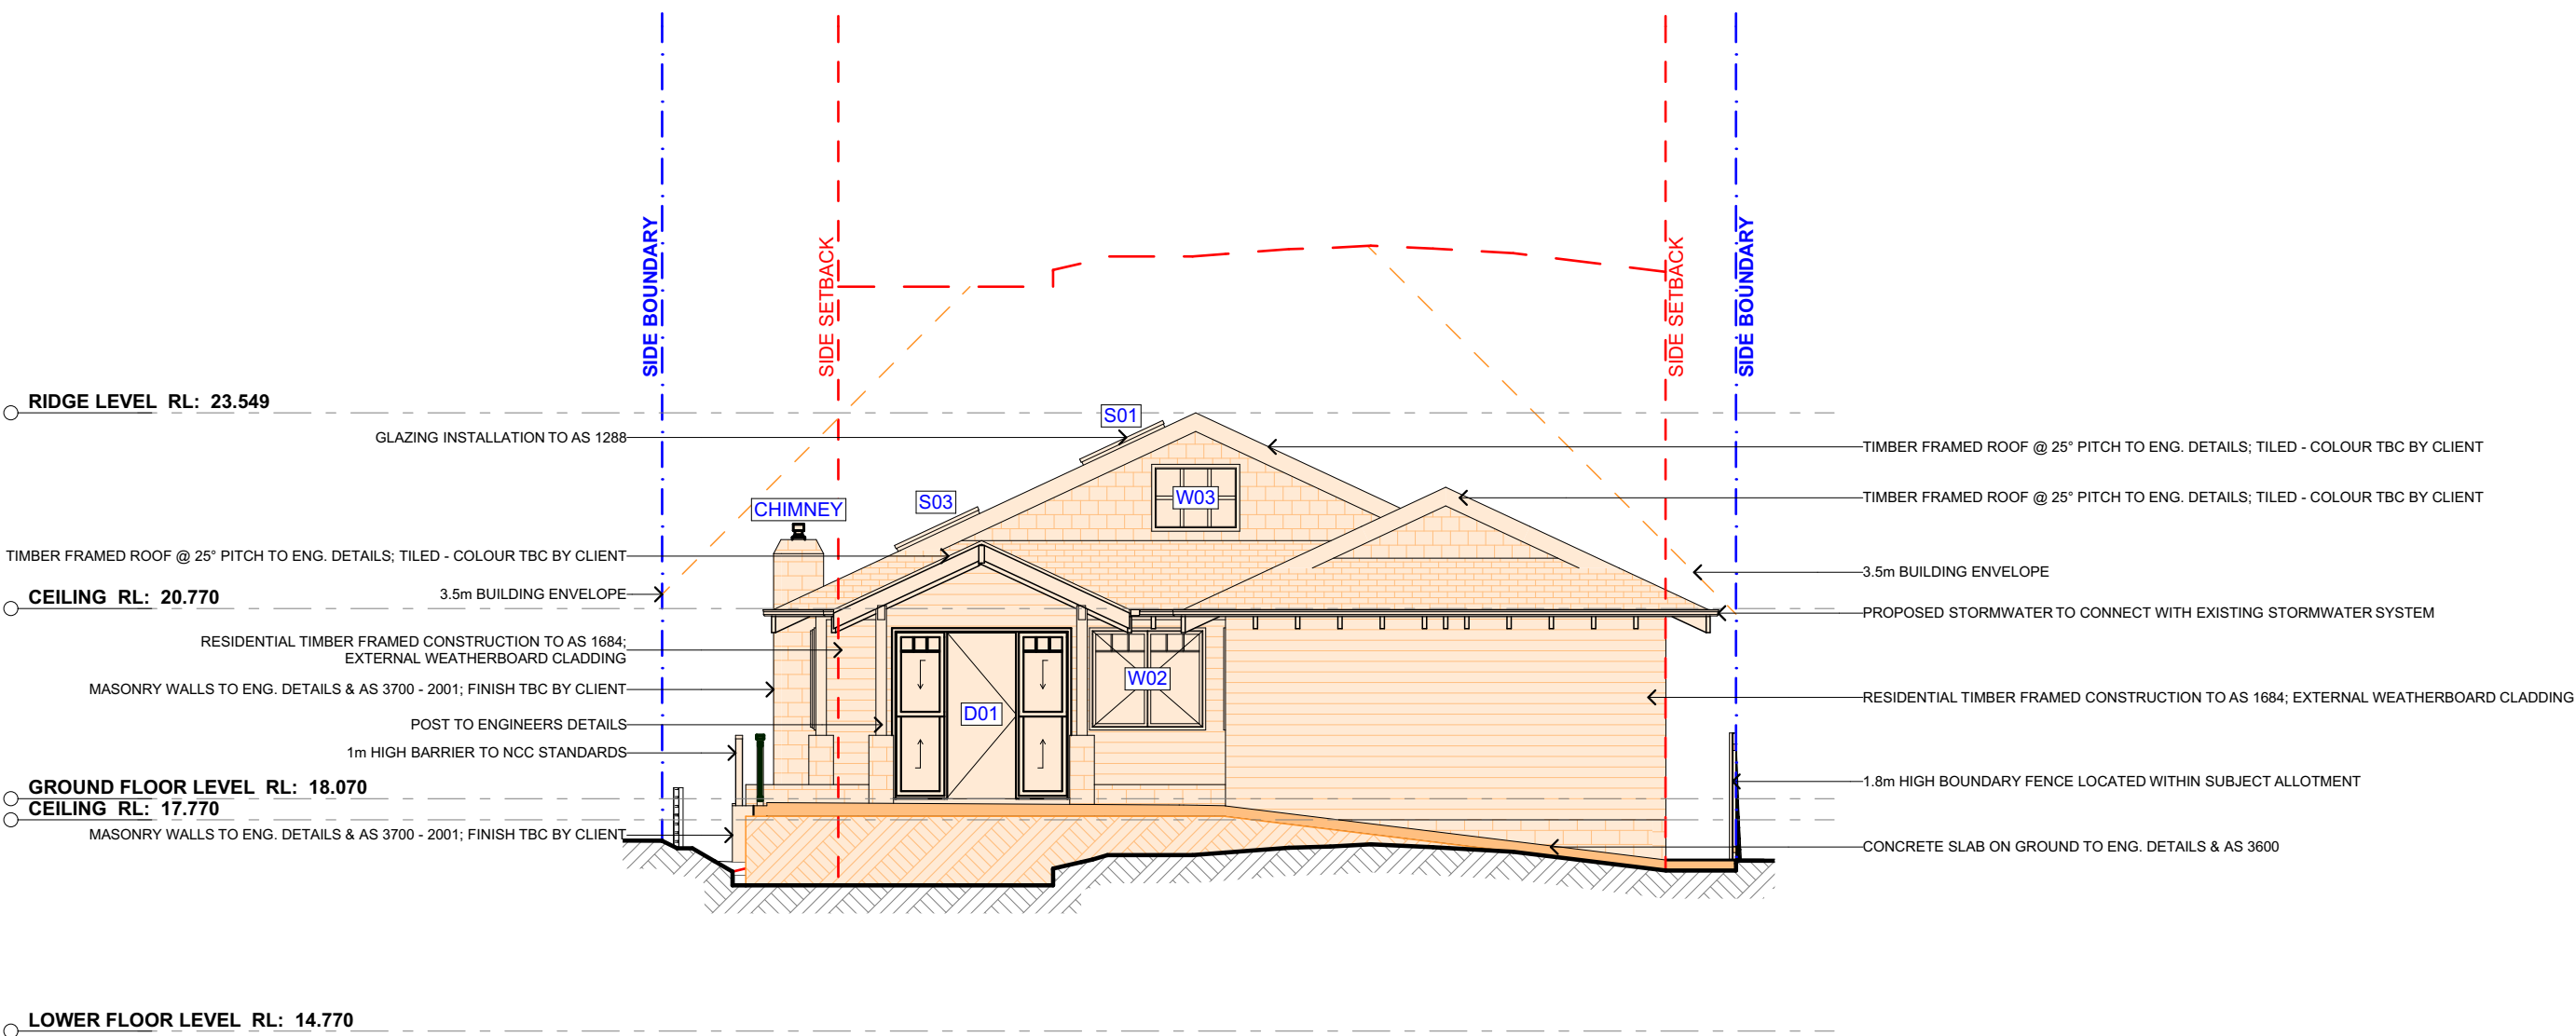 SIDE BOUNDARY
SIDE SETBACK
SIDE SETBACK
SIDE BOUNDARY
RIDGE LEVEL RL: 23.549
S01
GLAZING INSTALLATION TO AS 1288
TIMBER FRAMED ROOF @ 25° PITCH TO ENG. DETAILS; TILED - COLOUR TBC BY CLIENT
W03
TIMBER FRAMED ROOF @ 25° PITCH TO ENG. DETAILS; TILED - COLOUR TBC BY CLIENT
S03
CHIMNEY
TIMBER FRAMED ROOF @ 25° PITCH TO ENG. DETAILS; TILED - COLOUR TBC BY CLIENT
3.5m BUILDING ENVELOPE
CEILING RL: 20.770
3.5m BUILDING ENVELOPE
PROPOSED STORMWATER TO CONNECT WITH EXISTING STORMWATER SYSTEM
RESIDENTIAL TIMBER FRAMED CONSTRUCTION TO AS 1684;
EXTERNAL WEATHERBOARD CLADDING
W02
MASONRY WALLS TO ENG. DETAILS & AS 3700 - 2001; FINISH TBC BY CLIENT
RESIDENTIAL TIMBER FRAMED CONSTRUCTION TO AS 1684; EXTERNAL WEATHERBOARD CLADDING
D01
POST TO ENGINEERS DETAILS
1m HIGH BARRIER TO NCC STANDARDS
1.8m HIGH BOUNDARY FENCE LOCATED WITHIN SUBJECT ALLOTMENT
GROUND FLOOR LEVEL RL: 18.070
CEILING RL: 17.770
MASONRY WALLS TO ENG. DETAILS & AS 3700 - 2001; FINISH TBC BY CLIENT
CONCRETE SLAB ON GROUND TO ENG. DETAILS & AS 3600
LOWER FLOOR LEVEL RL: 14.770